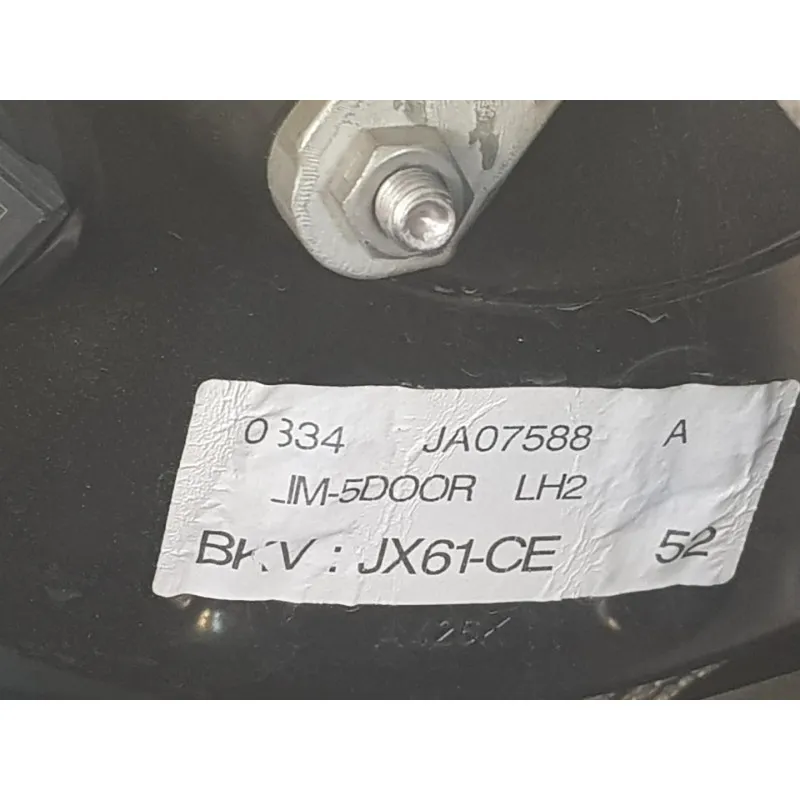 0334 JA07588 A
LIM-5DOOR LH2
BKV : JX61-CE 52